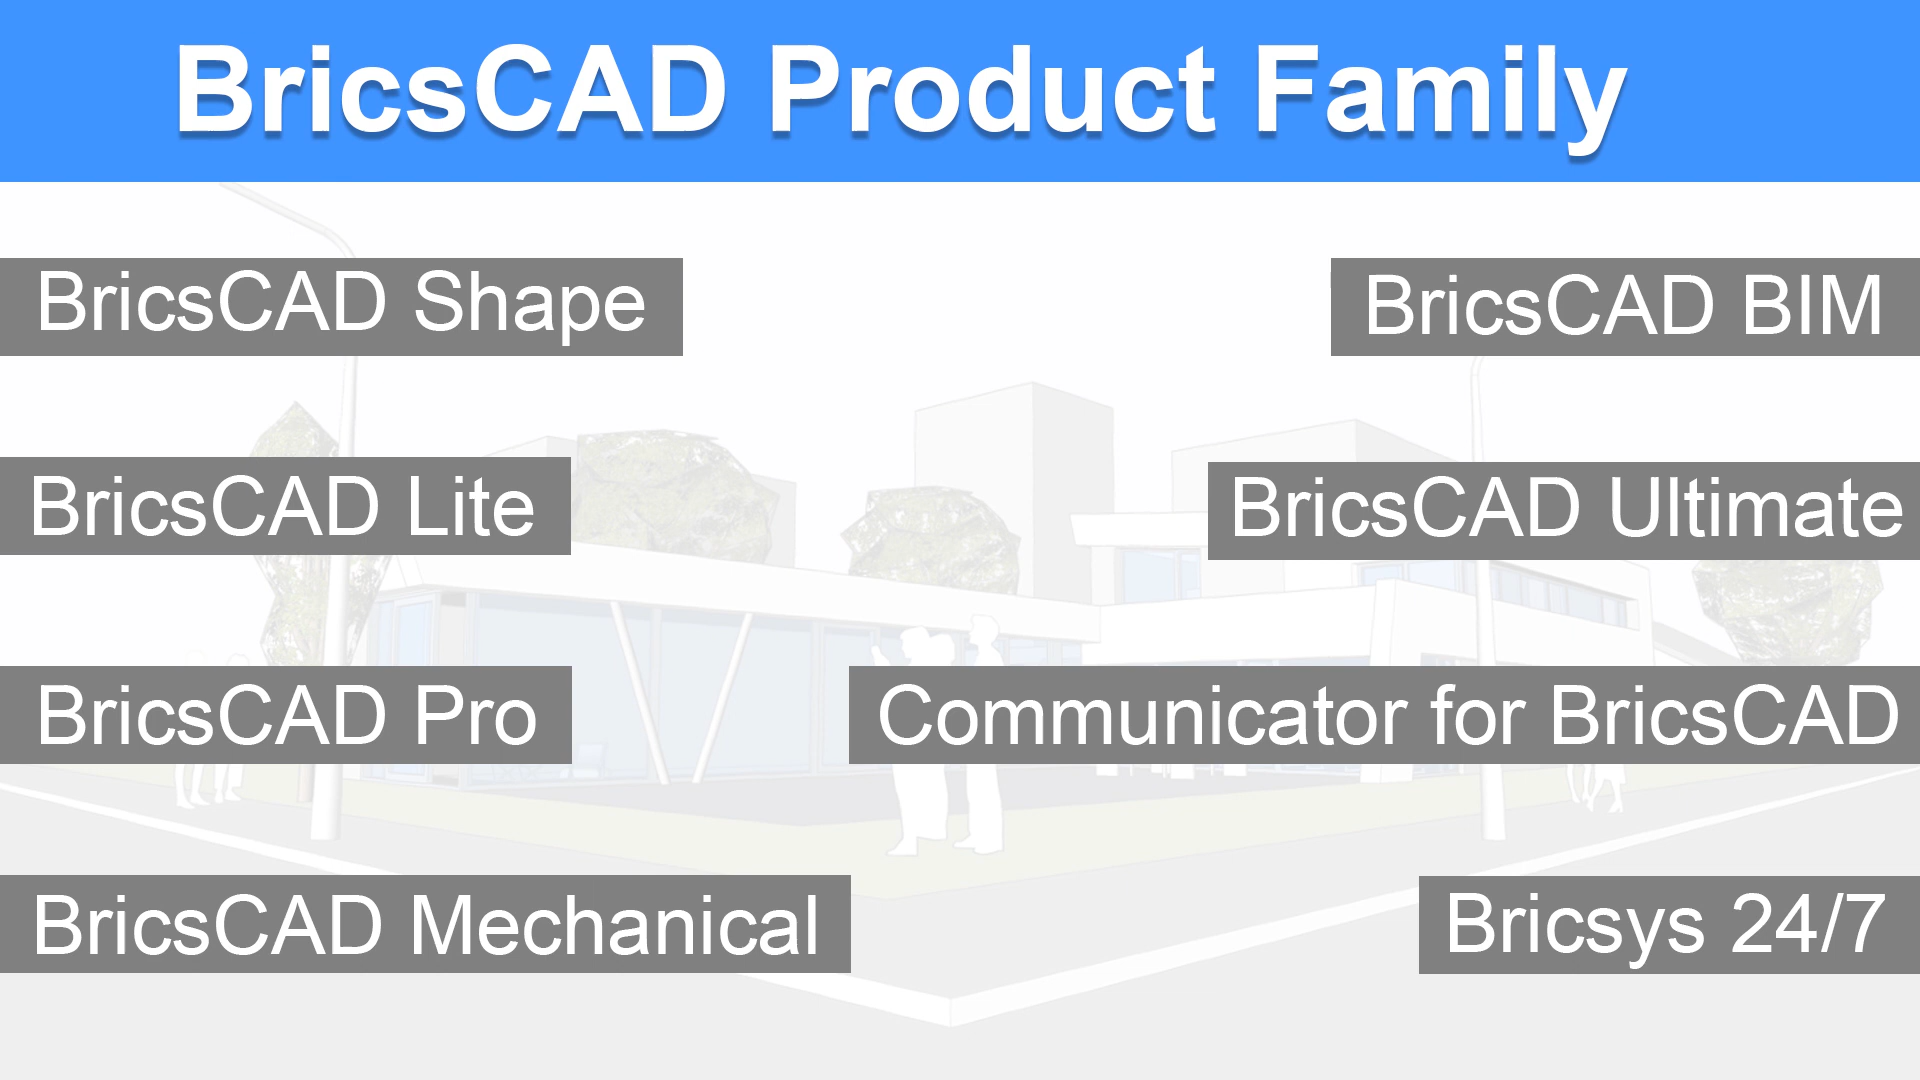 BricsCAD Product Family
BricsCAD Shape
BricsCAD BIM
BricsCAD Lite
BricsCAD Ultimate
BricsCAD Pro
Communicator for BricsCAD
BricsCAD Mechanical
Bricsys 24/7